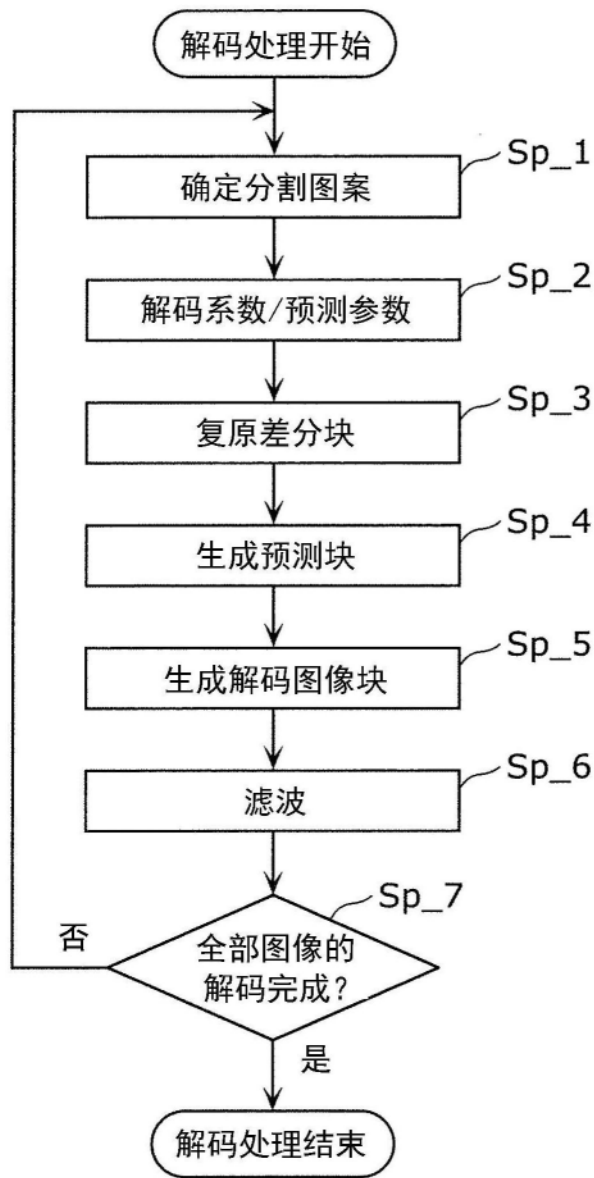 解码处理开始
Sp_1
确定分割图案
Sp_2
解码系数/预测参数
Sp_3
复原差分块
Sp_4
生成预测块
Sp_5
生成解码图像块
Sp_6
滤波
Sp_7
否
全部图像的
解码完成?
是
解码处理结束